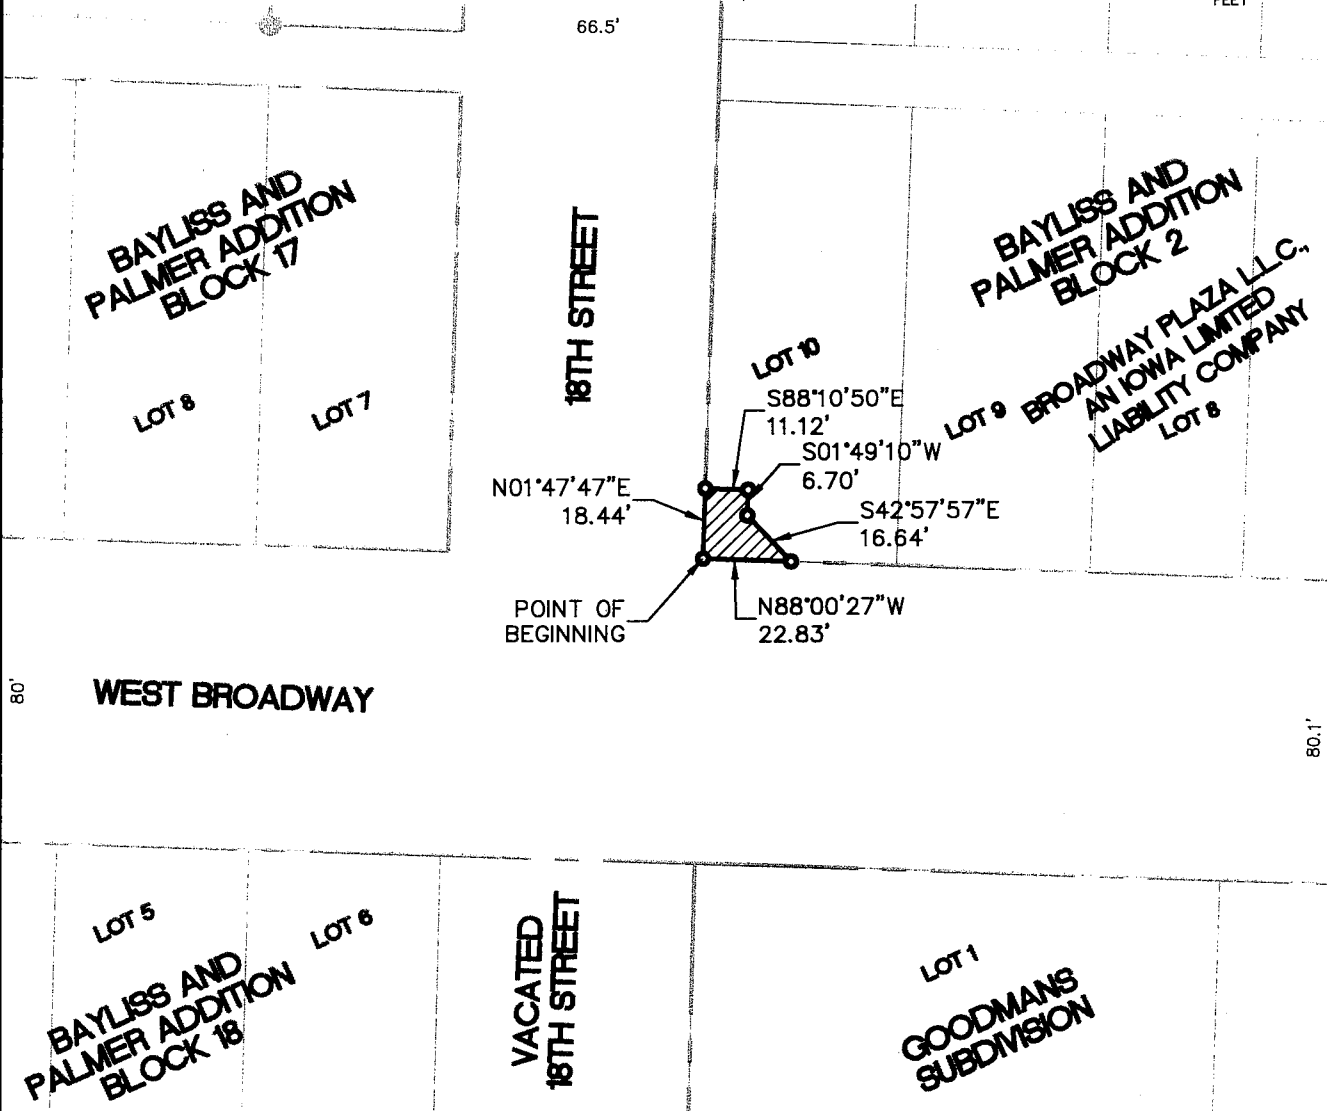 FEET
66.5'
BAYLISS AND
PALMER ADDITION
BLOCK 17
18TH STREET
BAYLISS AND
PALMER ADDITION
BLOCK 2
BROADWAY PLAZA LLC.,
AN IOWA LIMITED
LIABILITY COMPANY
LOT 10
LOT 8
LOT 7
LOT 9
LOT 8
S88°10'50"E
11.12'
S01°49'10"W
6.70'
N01°47'47"E
18.44'
S42°57'57"E
16.64'
POINT OF
BEGINNING
N88°00'27"W
22.83'
80'
WEST BROADWAY
80.1'
LOT 5
LOT 6
BAYLISS AND
PALMER ADDITION
BLOCK 18
VACATED
18TH STREET
LOT 1
GOODMANS
SUBDIVISION